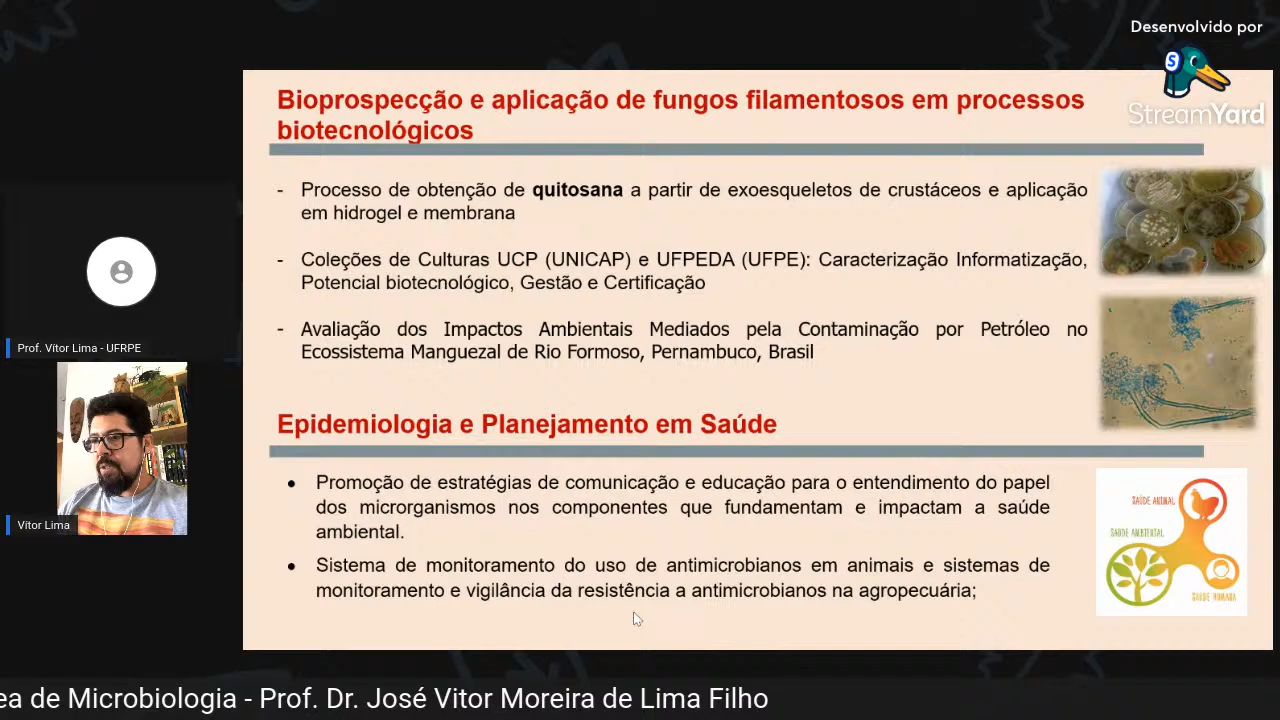 Desenvolvido por
StreamYard
Bioprospecção e aplicação de fungos filamentosos em processos
biotecnológicos
- Processo de obtenção de quitosana a partir de exoesqueletos de crustáceos e aplicação
em hidrogel e membrana
- Coleções de Culturas UCP (UNICAP) e UFPEDA (UFPE): Caracterização Informatização,
Potencial biotecnológico, Gestão e Certificação
- Avaliação dos Impactos Ambientais Mediados pela Contaminação por Petróleo no
Ecossistema Manguezal de Rio Formoso, Pernambuco, Brasil
Epidemiologia e Planejamento em Saúde
• Promoção de estratégias de comunicação e educação para o entendimento do papel
dos microrganismos nos componentes que fundamentam e impactam a saúde
ambiental.
• Sistema de monitoramento do uso de antimicrobianos em animais e sistemas de
monitoramento e vigilância da resistência a antimicrobianos na agropecuária;
SAÚDE ANIMAL
SAÚDE AMBIENTAL
SAÚDE HUMANA
Prof. Vítor Lima - UFRPE
Vítor Lima
ea de Microbiologia - Prof. Dr. José Vitor Moreira de Lima Filho